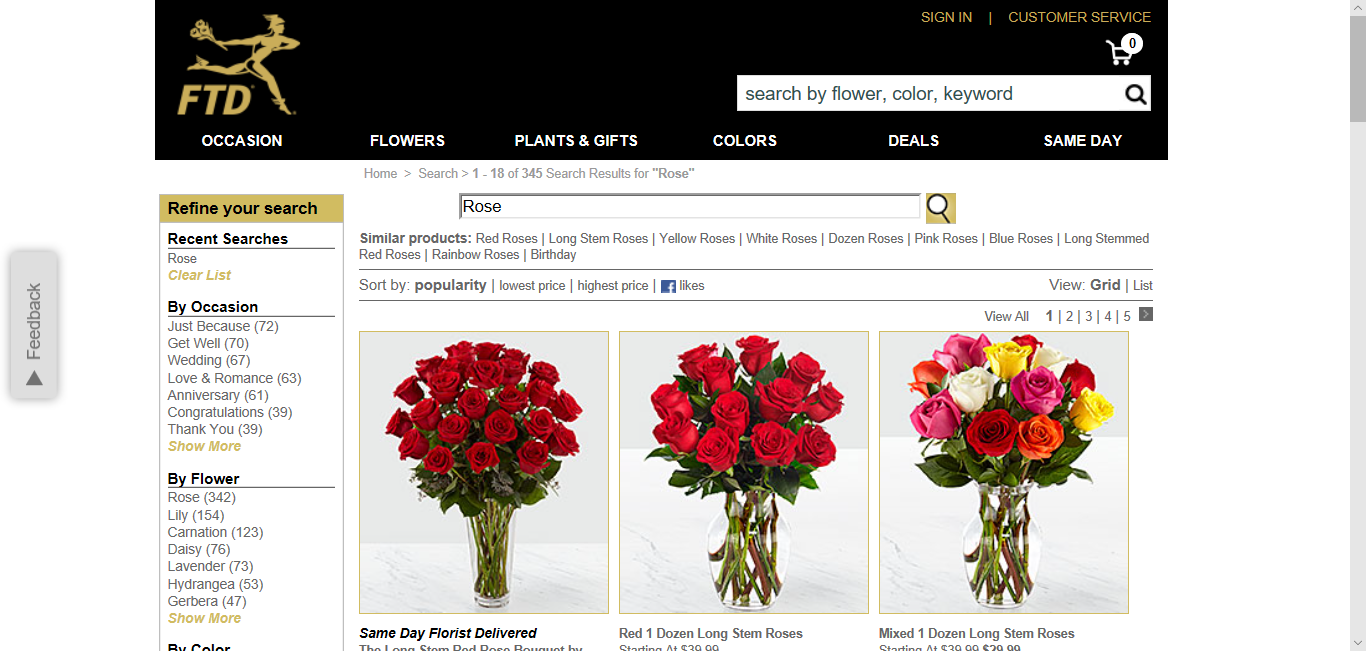 SIGN IN | CUSTOMER SERVICE
0
FTD
search by flower, color, keyword
OCCASION FLOWERS PLANTS & GIFTS COLORS DEALS SAME DAY
Home > Search > 1 - 18 of 345 Search Results for "Rose"
Refine your search
Recent Searches
Rose
Clear List
By Occasion
Just Because (72)
Get Well (70)
Wedding (67)
Love & Romance (63)
Anniversary (61)
Congratulations (39)
Thank You (39)
Show More
By Flower
Rose (342)
Lily (154)
Carnation (123)
Daisy (76)
Lavender (73)
Hydrangea (53)
Gerbera (47)
Show More
By Color
Feedback
Rose
Similar products: Red Roses | Long Stem Roses | Yellow Roses | White Roses | Dozen Roses | Pink Roses | Blue Roses | Long Stemmed
Red Roses | Rainbow Roses | Birthday
Sort by: popularity | lowest price | highest price | f likes
View: Grid | List
View All 1 | 2 | 3 | 4 | 5 >
Same Day Florist Delivered
The Long Stem Red Rose Bouquet by
Red 1 Dozen Long Stem Roses
Starting At $39.99
Mixed 1 Dozen Long Stem Roses
Starting At $39.99 $29.99